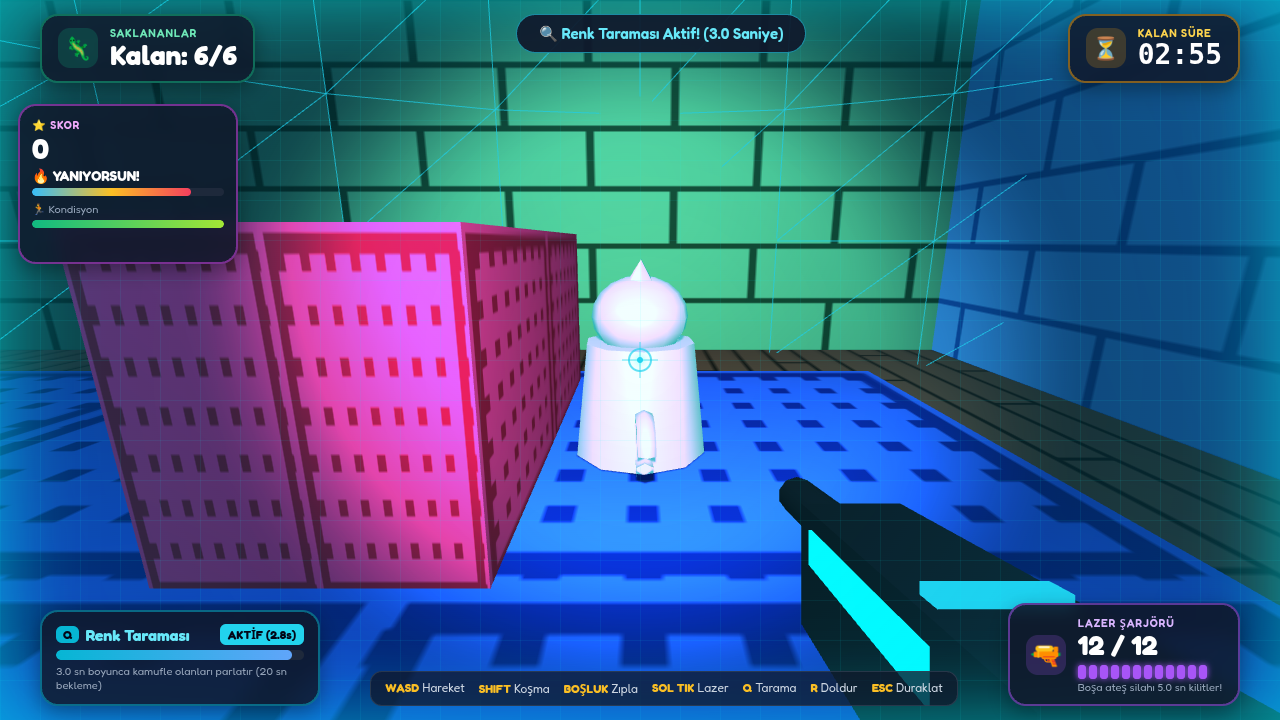 SAKLANANLAR
Kalan: 6/6
🔍 Renk Taraması Aktif! (3.0 Saniye)
KALAN SÜRE
02:55
⭐ SKOR
0
🔥 YANIYORSUN!
🏃 Kondisyon
Q Renk Taraması AKTİF (2.8s)
3.0 sn boyunca kamufle olanları parlatır (20 sn
bekleme)
WASD Hareket SHIFT Koşma BOŞLUK Zıpla SOL TIK Lazer Q Tarama R Doldur ESC Duraklat
LAZER ŞARJÖRÜ
12 / 12
Boşa ateş silahı 5.0 sn kilitler!